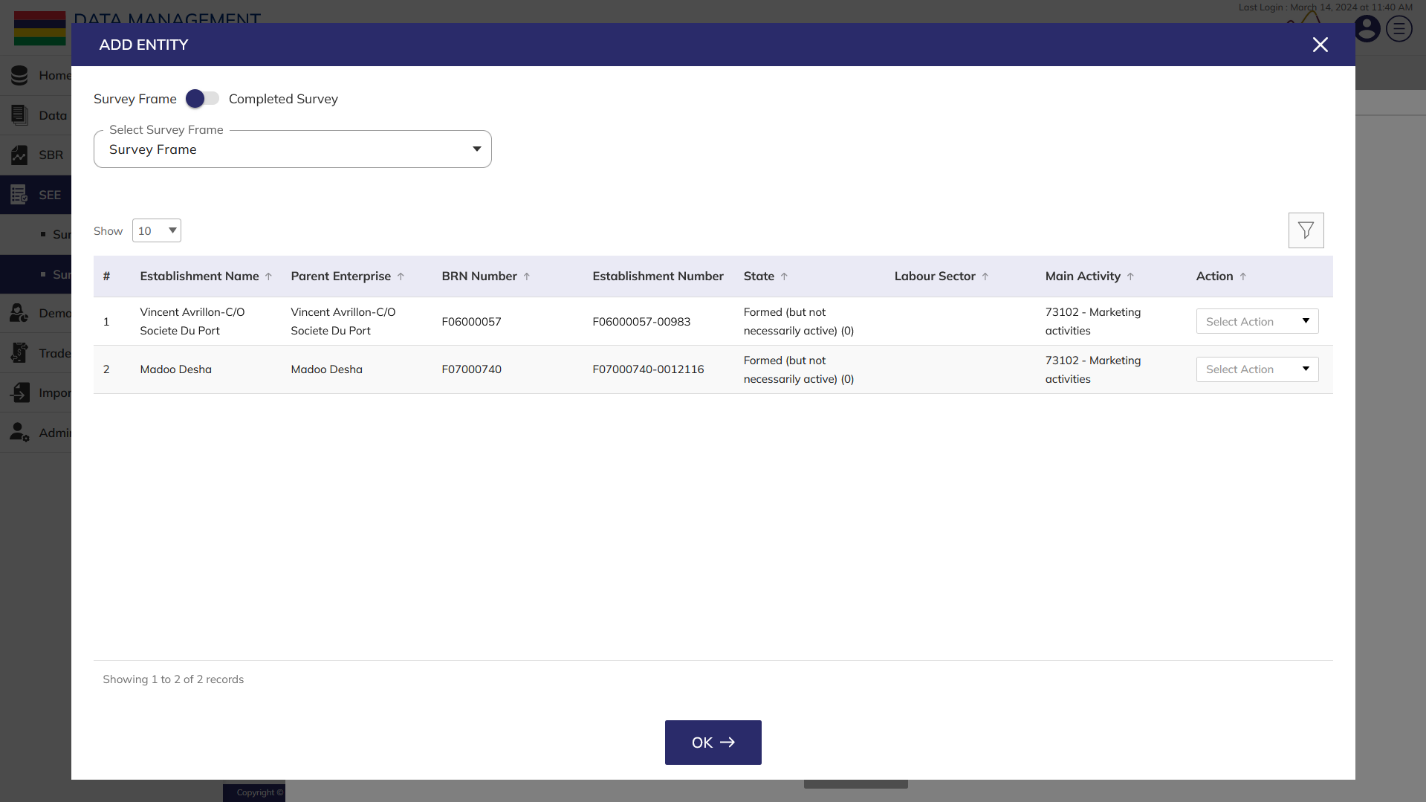 DATA MANAGEMENT
Last Login : March 14, 2024 at 11:40 AM
ADD ENTITY
Home
Data
SBR
SEE
Sur
Sur
Demo
Trade
Impor
Admi
Survey Frame
Completed Survey
Select Survey Frame
Survey Frame
Show 10
# Establishment Name Parent Enterprise BRN Number Establishment Number State Labour Sector Main Activity Action
1 Vincent Avrillon-C/O Societe Du Port Vincent Avrillon-C/O Societe Du Port F06000057 F06000057-00983 Formed (but not necessarily active) (0) 73102 - Marketing activities Select Action
2 Madoo Desha Madoo Desha F07000740 F07000740-0012116 Formed (but not necessarily active) (0) 73102 - Marketing activities Select Action
Showing 1 to 2 of 2 records
OK
Copyright ©